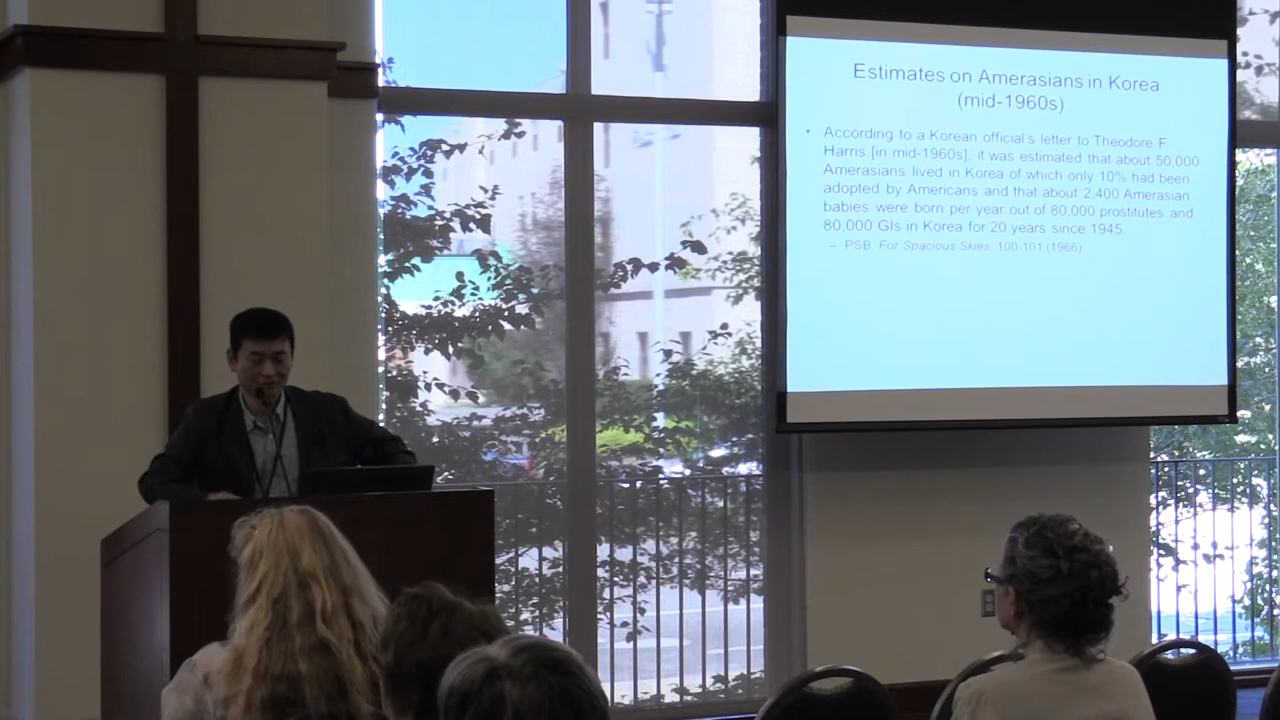 Estimates on Amerasians in Korea
(mid-1960s)
• According to a Korean official's letter to Theodore F
Harris [in mid-1960s], it was estimated that about 50,000
Amerasians lived in Korea of which only 10% had been
adopted by Americans and that about 2,400 Amerasian
babies were born per year out of 80,000 prostitutes and
80,000 GIs in Korea for 20 years since 1945.
– PSB, For Spacious Skies, 100-101 (1966)